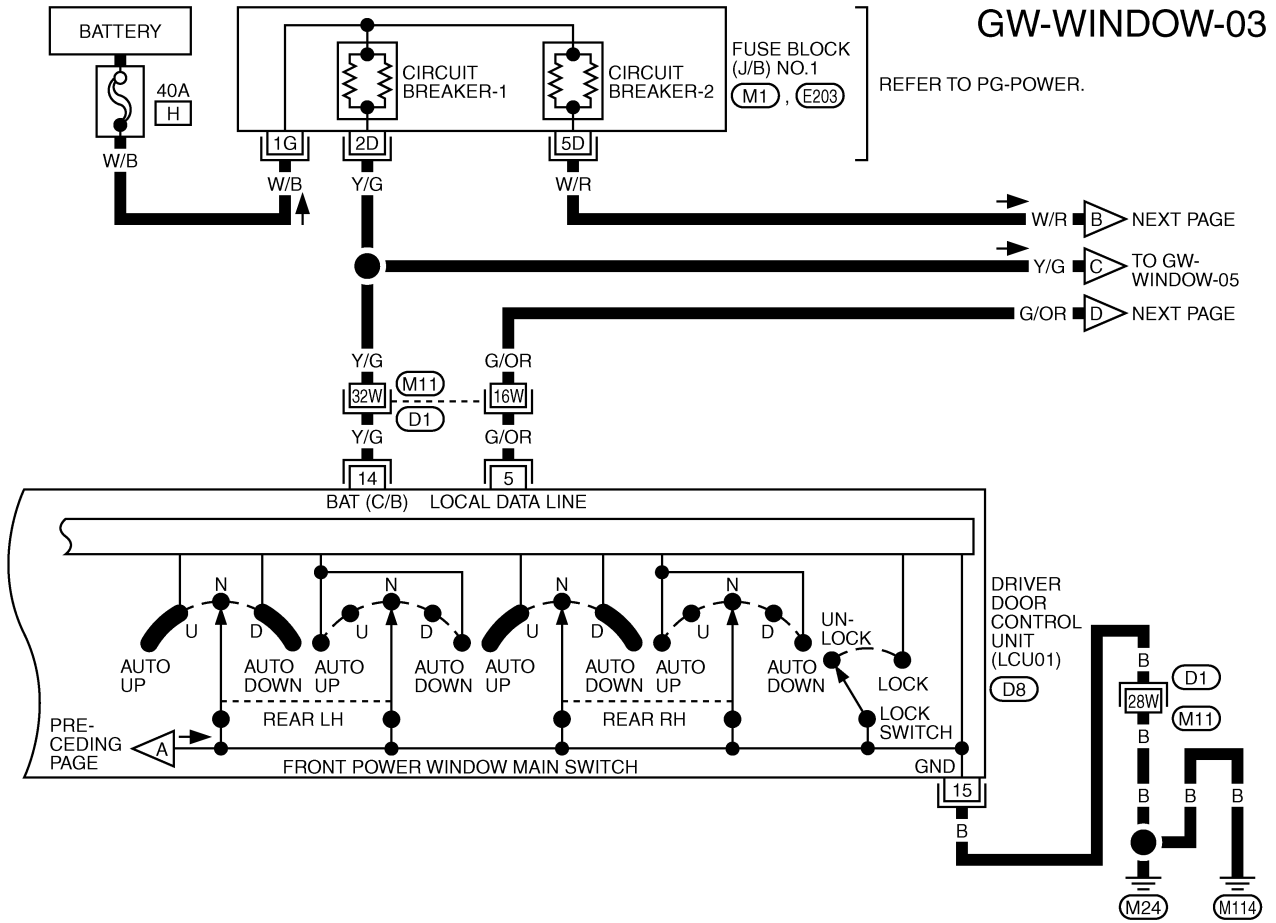 GW-WINDOW-03
BATTERY
40A
H
W/B
CIRCUIT
BREAKER-1
CIRCUIT
BREAKER-2
FUSE BLOCK
(J/B) NO.1
M1 , E203
REFER TO PG-POWER.
1G
2D
5D
W/B
Y/G
W/R
W/R
B
NEXT PAGE
Y/G
C
TO GW-
WINDOW-05
G/OR
D
NEXT PAGE
Y/G
G/OR
32W
M11
16W
D1
Y/G
G/OR
14
5
BAT (C/B)
LOCAL DATA LINE
N
U
D
AUTO
UP
AUTO
DOWN
N
U
D
AUTO
UP
AUTO
DOWN
REAR LH
N
U
D
AUTO
UP
AUTO
DOWN
N
U
D
AUTO
UP
AUTO
DOWN
REAR RH
UN-
LOCK
LOCK
LOCK
SWITCH
DRIVER
DOOR
CONTROL
UNIT
(LCU01)
D8
PRE-
CEDING
PAGE
A
FRONT POWER WINDOW MAIN SWITCH
GND
15
B
B
D1
28W
M11
B
B
B
B
M24
M114